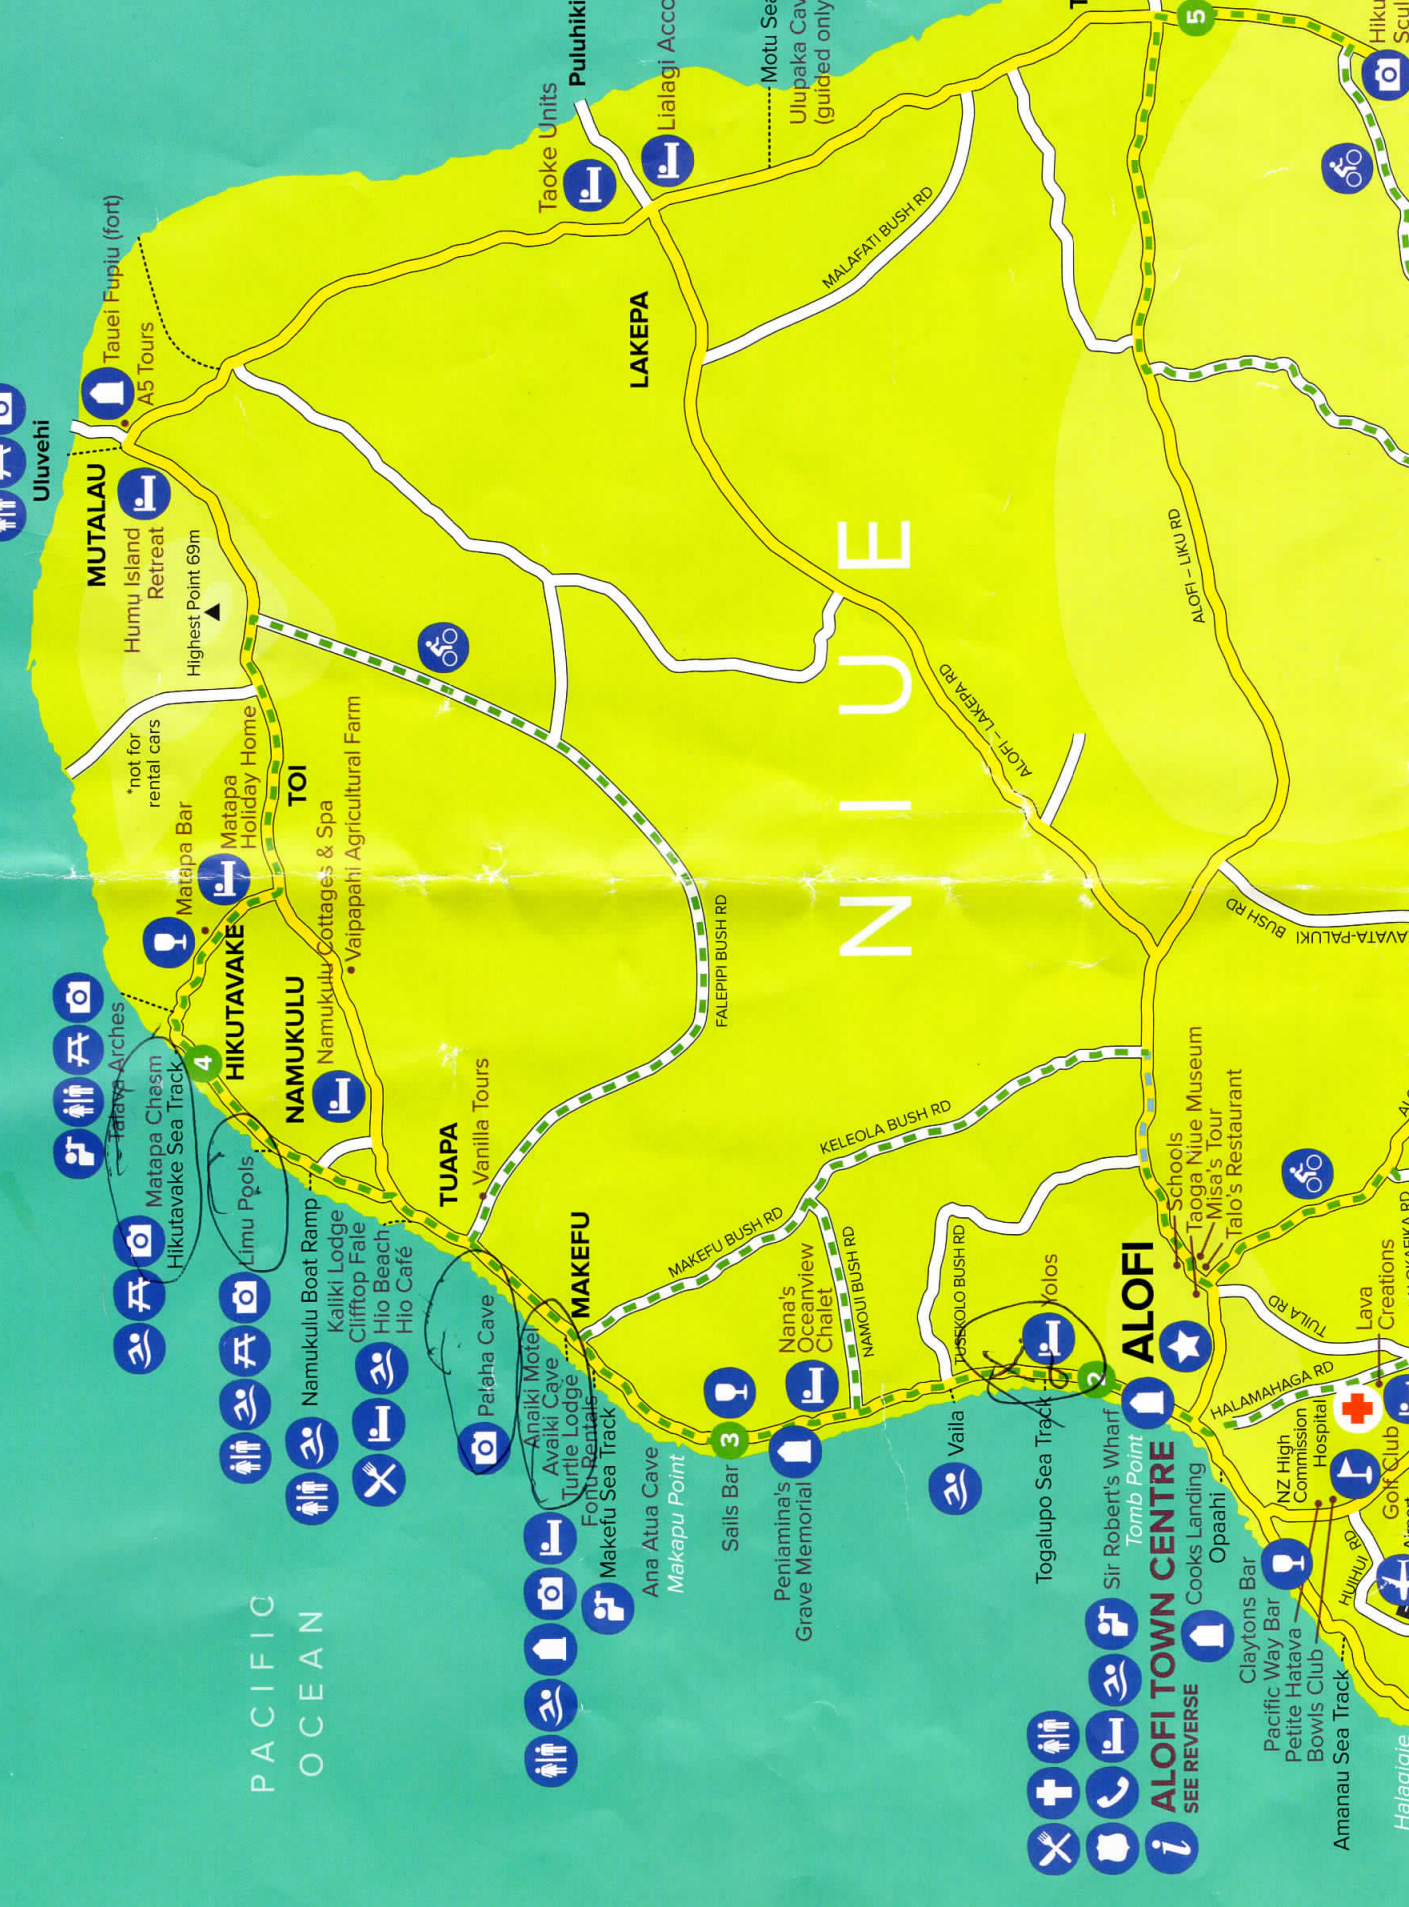 Uluvehi
MUTALAU
Tauei Fupiu (fort)
A5 Tours
Humu Island
Retreat
Highest Point 69m
*not for
rental cars
Matapa Bar
Matapa
Holiday Home
TOI
Talava Arches
Matapa Chasm
Hikutavake Sea Track
4
HIKUTAVAKE
Limu Pools
NAMUKULU
Namukulu Cottages & Spa
Vaipapahi Agricultural Farm
Namukulu Boat Ramp
Kaliki Lodge
Clifftop Fale
Hio Beach
Hio Café
TUAPA
Vanilla Tours
Palaha Cave
Anaiki Motel
Avaiki Cave
Turtle Lodge
Fonu Rentals
Makefu Sea Track
MAKEFU
Ana Atua Cave
Makapu Point
Sails Bar
3
Peniamina's
Grave Memorial
Nana's
Oceanview
Chalet
MAKEFU BUSH RD
NAMOUI BUSH RD
KELEOLA BUSH RD
FALEPIPI BUSH RD
TUSEKOLO BUSH RD
Vaila
Togalupo Sea Track
Yolos
2
Sir Robert's Wharf
Tomb Point
ALOFI
ALOFI TOWN CENTRE
SEE REVERSE
Cooks Landing
Opaahi
Schools
Taoga Niue Museum
Misa's Tour
Talo's Restaurant
TUILA RD
HALAMAHAGA RD
Lava
Creations
NZ High
Commission
Hospital
Golf Club
HUIHUI RD
Claytons Bar
Pacific Way Bar
Petite Hatava
Bowls Club
Amanau Sea Track
PACIFIC
OCEAN
NIUE
LAKEPA
Taoke Units
Puluhiki
Lialagi Acco
Motu Sea
Ulupaka Cav
(guided only
MALAFATI BUSH RD
ALOFI – LAKEPA RD
ALOFI – LIKU RD
AVATA-PALUKI
BUSH RD
5
Hiku
Scul